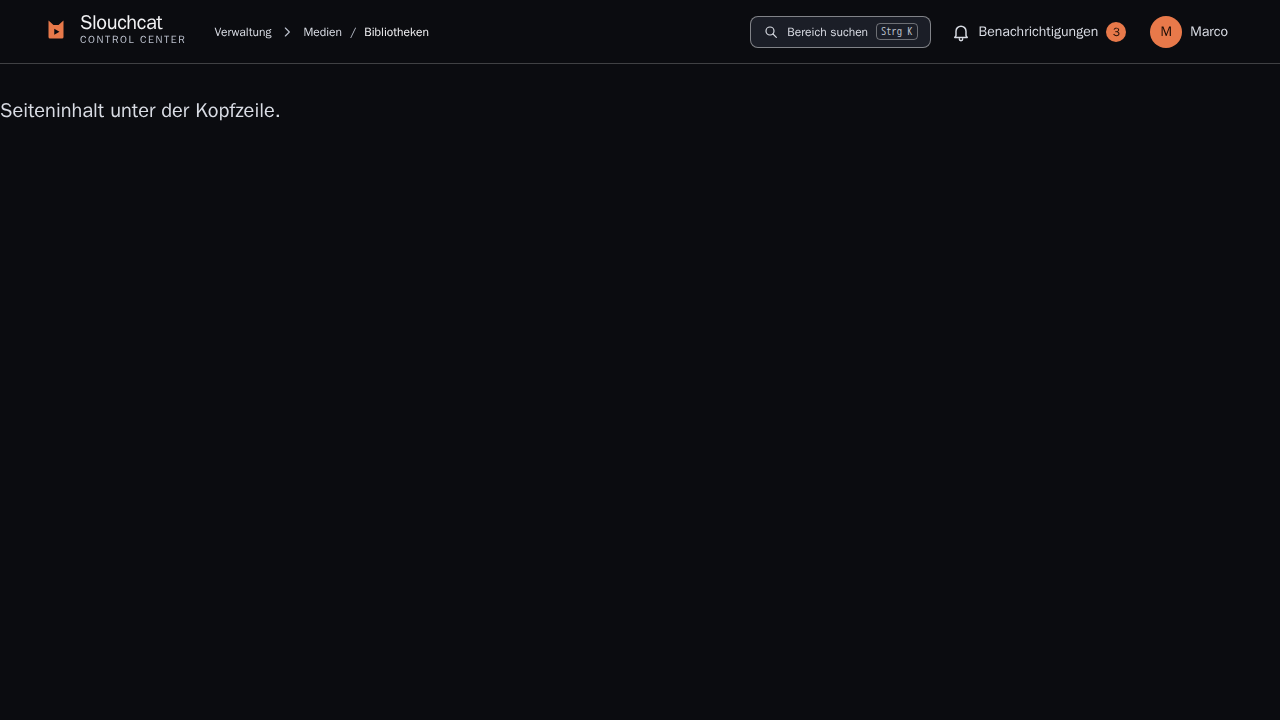 Slouchcat
CONTROL CENTER
Verwaltung
Medien / Bibliotheken
Bereich suchen
Strg K
Benachrichtigungen
3
M
Marco
Seiteninhalt unter der Kopfzeile.